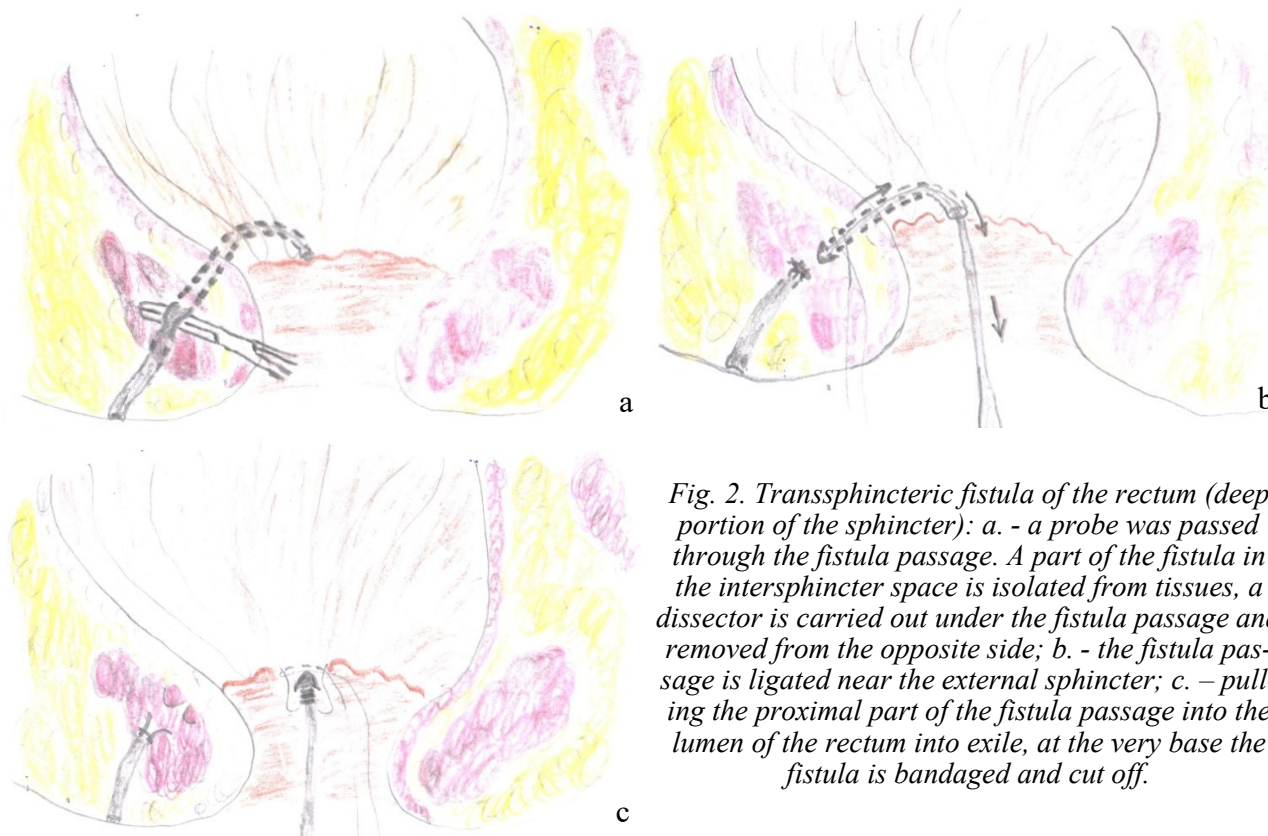 a
b
Fig. 2. Transsphincteric fistula of the rectum (deep
portion of the sphincter): a. - a probe was passed
through the fistula passage. A part of the fistula in
the intersphincter space is isolated from tissues, a
dissector is carried out under the fistula passage and
removed from the opposite side; b. - the fistula pas-
sage is ligated near the external sphincter; c. – pull-
ing the proximal part of the fistula passage into the
lumen of the rectum into exile, at the very base the
fistula is bandaged and cut off.
c